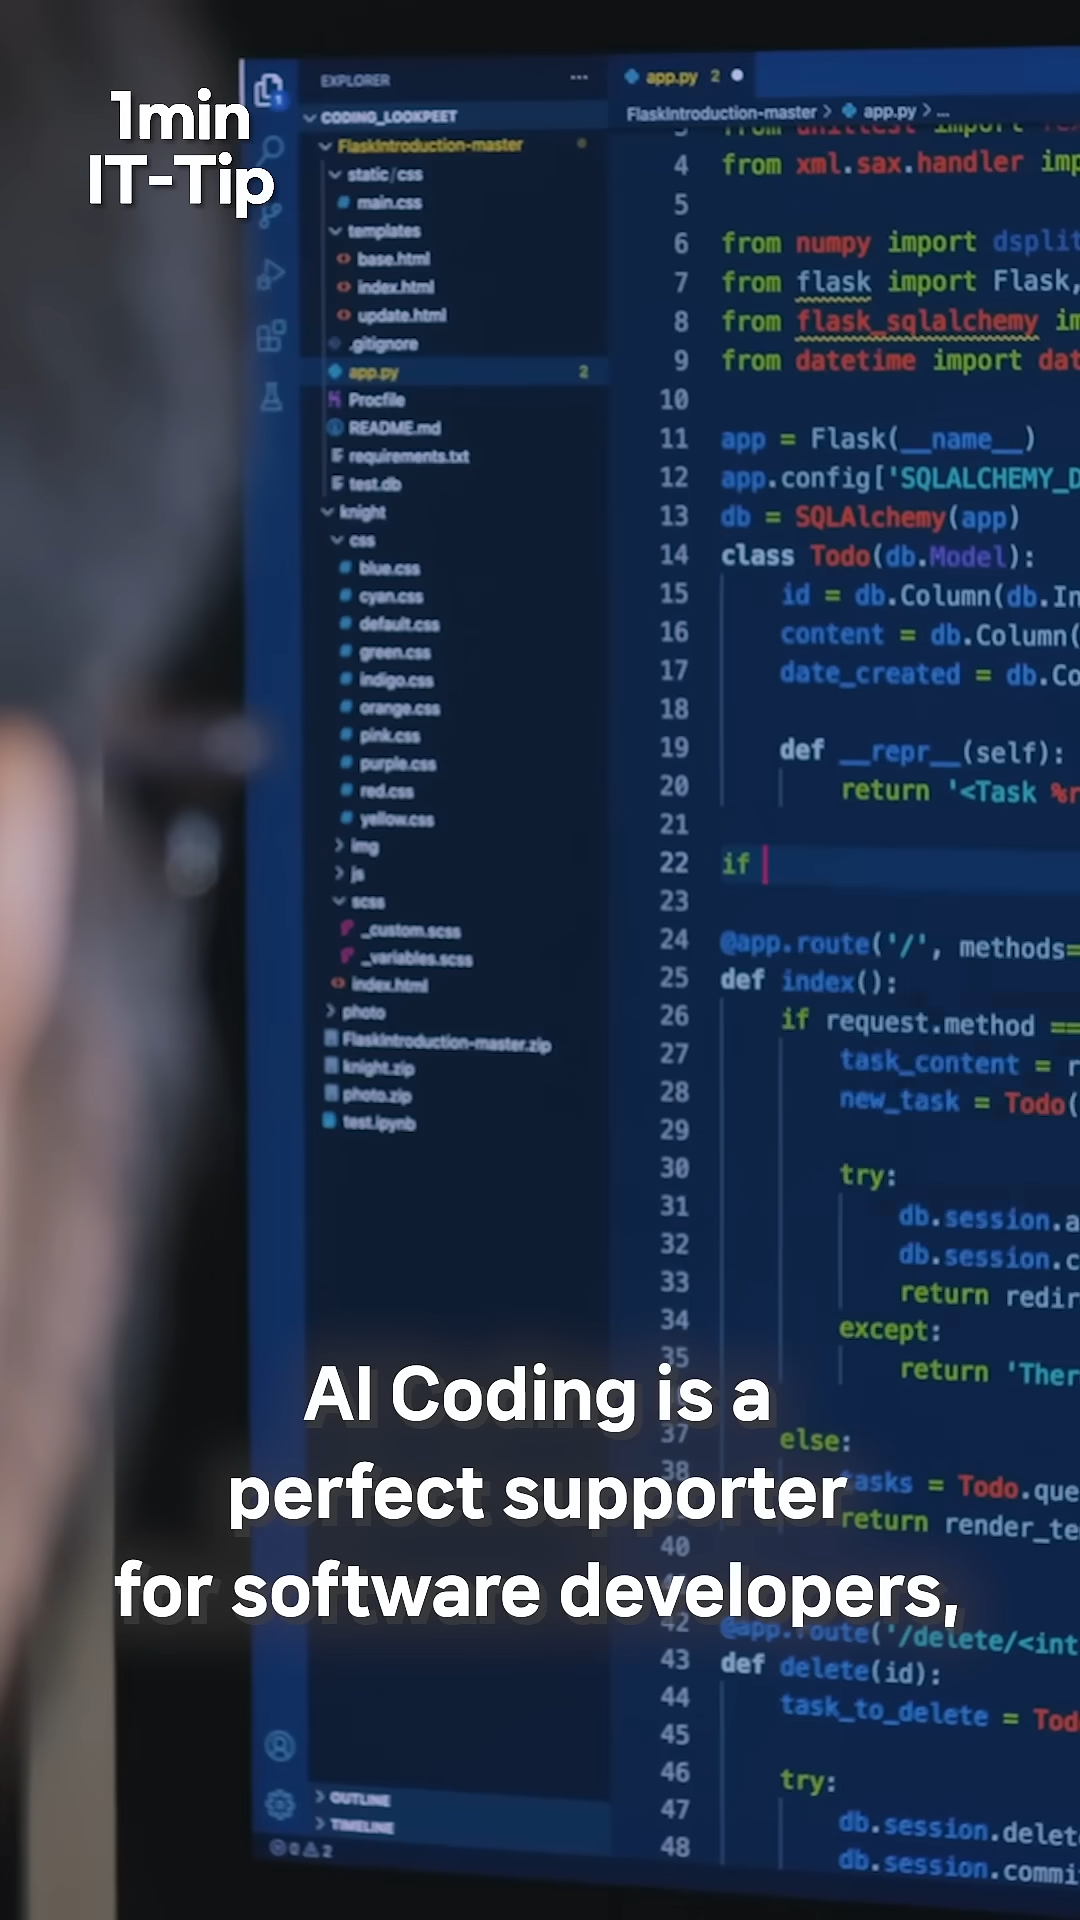 1min
IT-Tip
EXPLORER
CODING_LOOKPEET
FlaskIntroduction-master
static/css
main.css
templates
base.html
index.html
update.html
.gitignore
app.py 2
Procfile
README.md
requirements.txt
test.db
knight
css
blue.css
cyan.css
default.css
green.css
indigo.css
orange.css
pink.css
purple.css
red.css
yellow.css
img
js
scss
_custom.scss
_variables.scss
index.html
photo
FlaskIntroduction-master.zip
knight.zip
photo.zip
test.ipynb
OUTLINE
TIMELINE
0 2
app.py 2
FlaskIntroduction-master > app.py > ...
4 from xml.sax.handler imp
5
6 from numpy import dsplit
7 from flask import Flask,
8 from flask_sqlalchemy im
9 from datetime import dat
10
11 app = Flask(__name__)
12 app.config['SQLALCHEMY_D
13 db = SQLAlchemy(app)
14 class Todo(db.Model):
15 id = db.Column(db.In
16 content = db.Column(
17 date_created = db.Co
18
19 def __repr__(self):
20 return '<Task %r
21
22 if
23
24 @app.route('/', methods=
25 def index():
26 if request.method ==
27 task_content = r
28 new_task = Todo(
29
30 try:
31 db.session.a
32 db.session.c
33 return redir
34 except:
35 return 'Ther
37 else:
38 tasks = Todo.que
return render_te
40
42 @app.route('/delete/<int
43 def delete(id):
44 task_to_delete = Tod
45
46 try:
47 db.session.delet
48 db.session.commi
AI Coding is a
perfect supporter
for software developers,